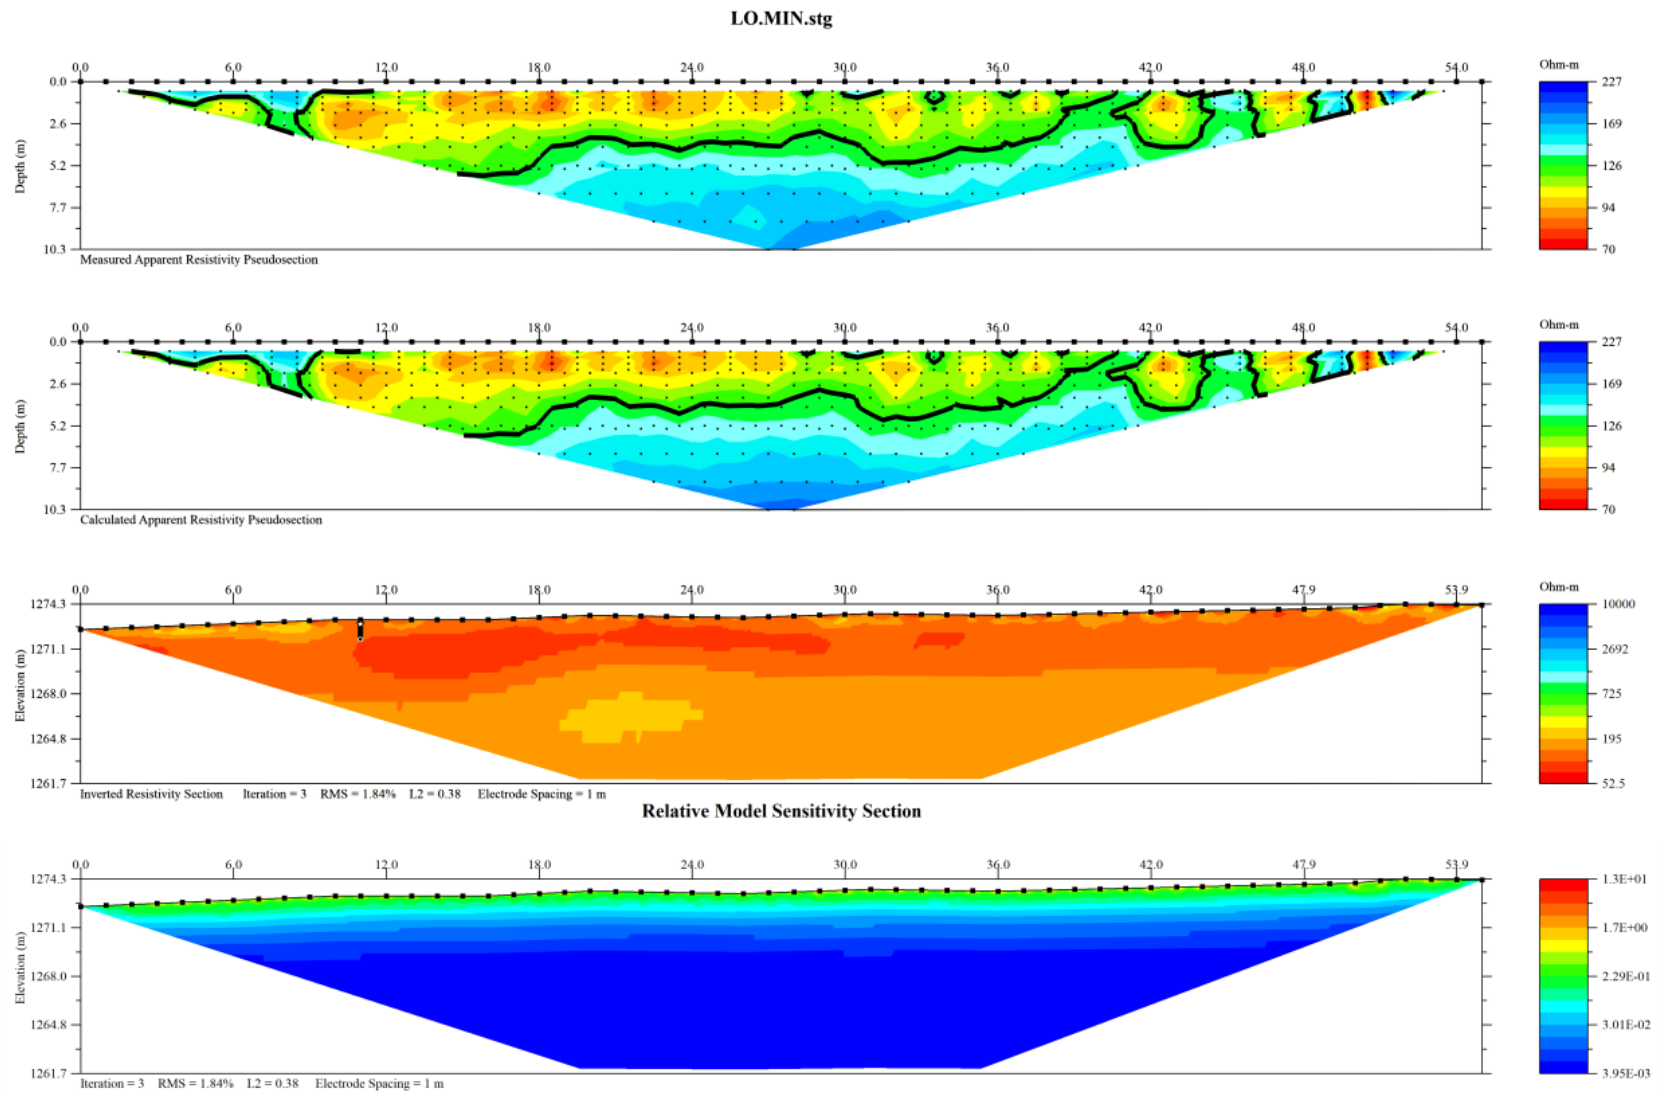 LO.MIN.stg
0.0 6.0 12.0 18.0 24.0 30.0 36.0 42.0 48.0 54.0
Ohm-m
0.0
2.6
5.2
7.7
10.3
Depth (m)
227
169
126
94
70
Measured Apparent Resistivity Pseudosection
0.0 6.0 12.0 18.0 24.0 30.0 36.0 42.0 48.0 54.0
Ohm-m
0.0
2.6
5.2
7.7
10.3
Depth (m)
227
169
126
94
70
Calculated Apparent Resistivity Pseudosection
0.0 6.0 12.0 18.0 24.0 30.0 36.0 42.0 47.9 53.9
Ohm-m
1274.3
1271.1
1268.0
1264.8
1261.7
Elevation (m)
10000
2692
725
195
52.5
Inverted Resistivity Section Iteration = 3 RMS = 1.84% L2 = 0.38 Electrode Spacing = 1 m
Relative Model Sensitivity Section
0.0 6.0 12.0 18.0 24.0 30.0 36.0 42.0 47.9 53.9
1274.3
1271.1
1268.0
1264.8
1261.7
Elevation (m)
1.3E+01
1.7E+00
2.29E-01
3.01E-02
3.95E-03
Iteration = 3 RMS = 1.84% L2 = 0.38 Electrode Spacing = 1 m